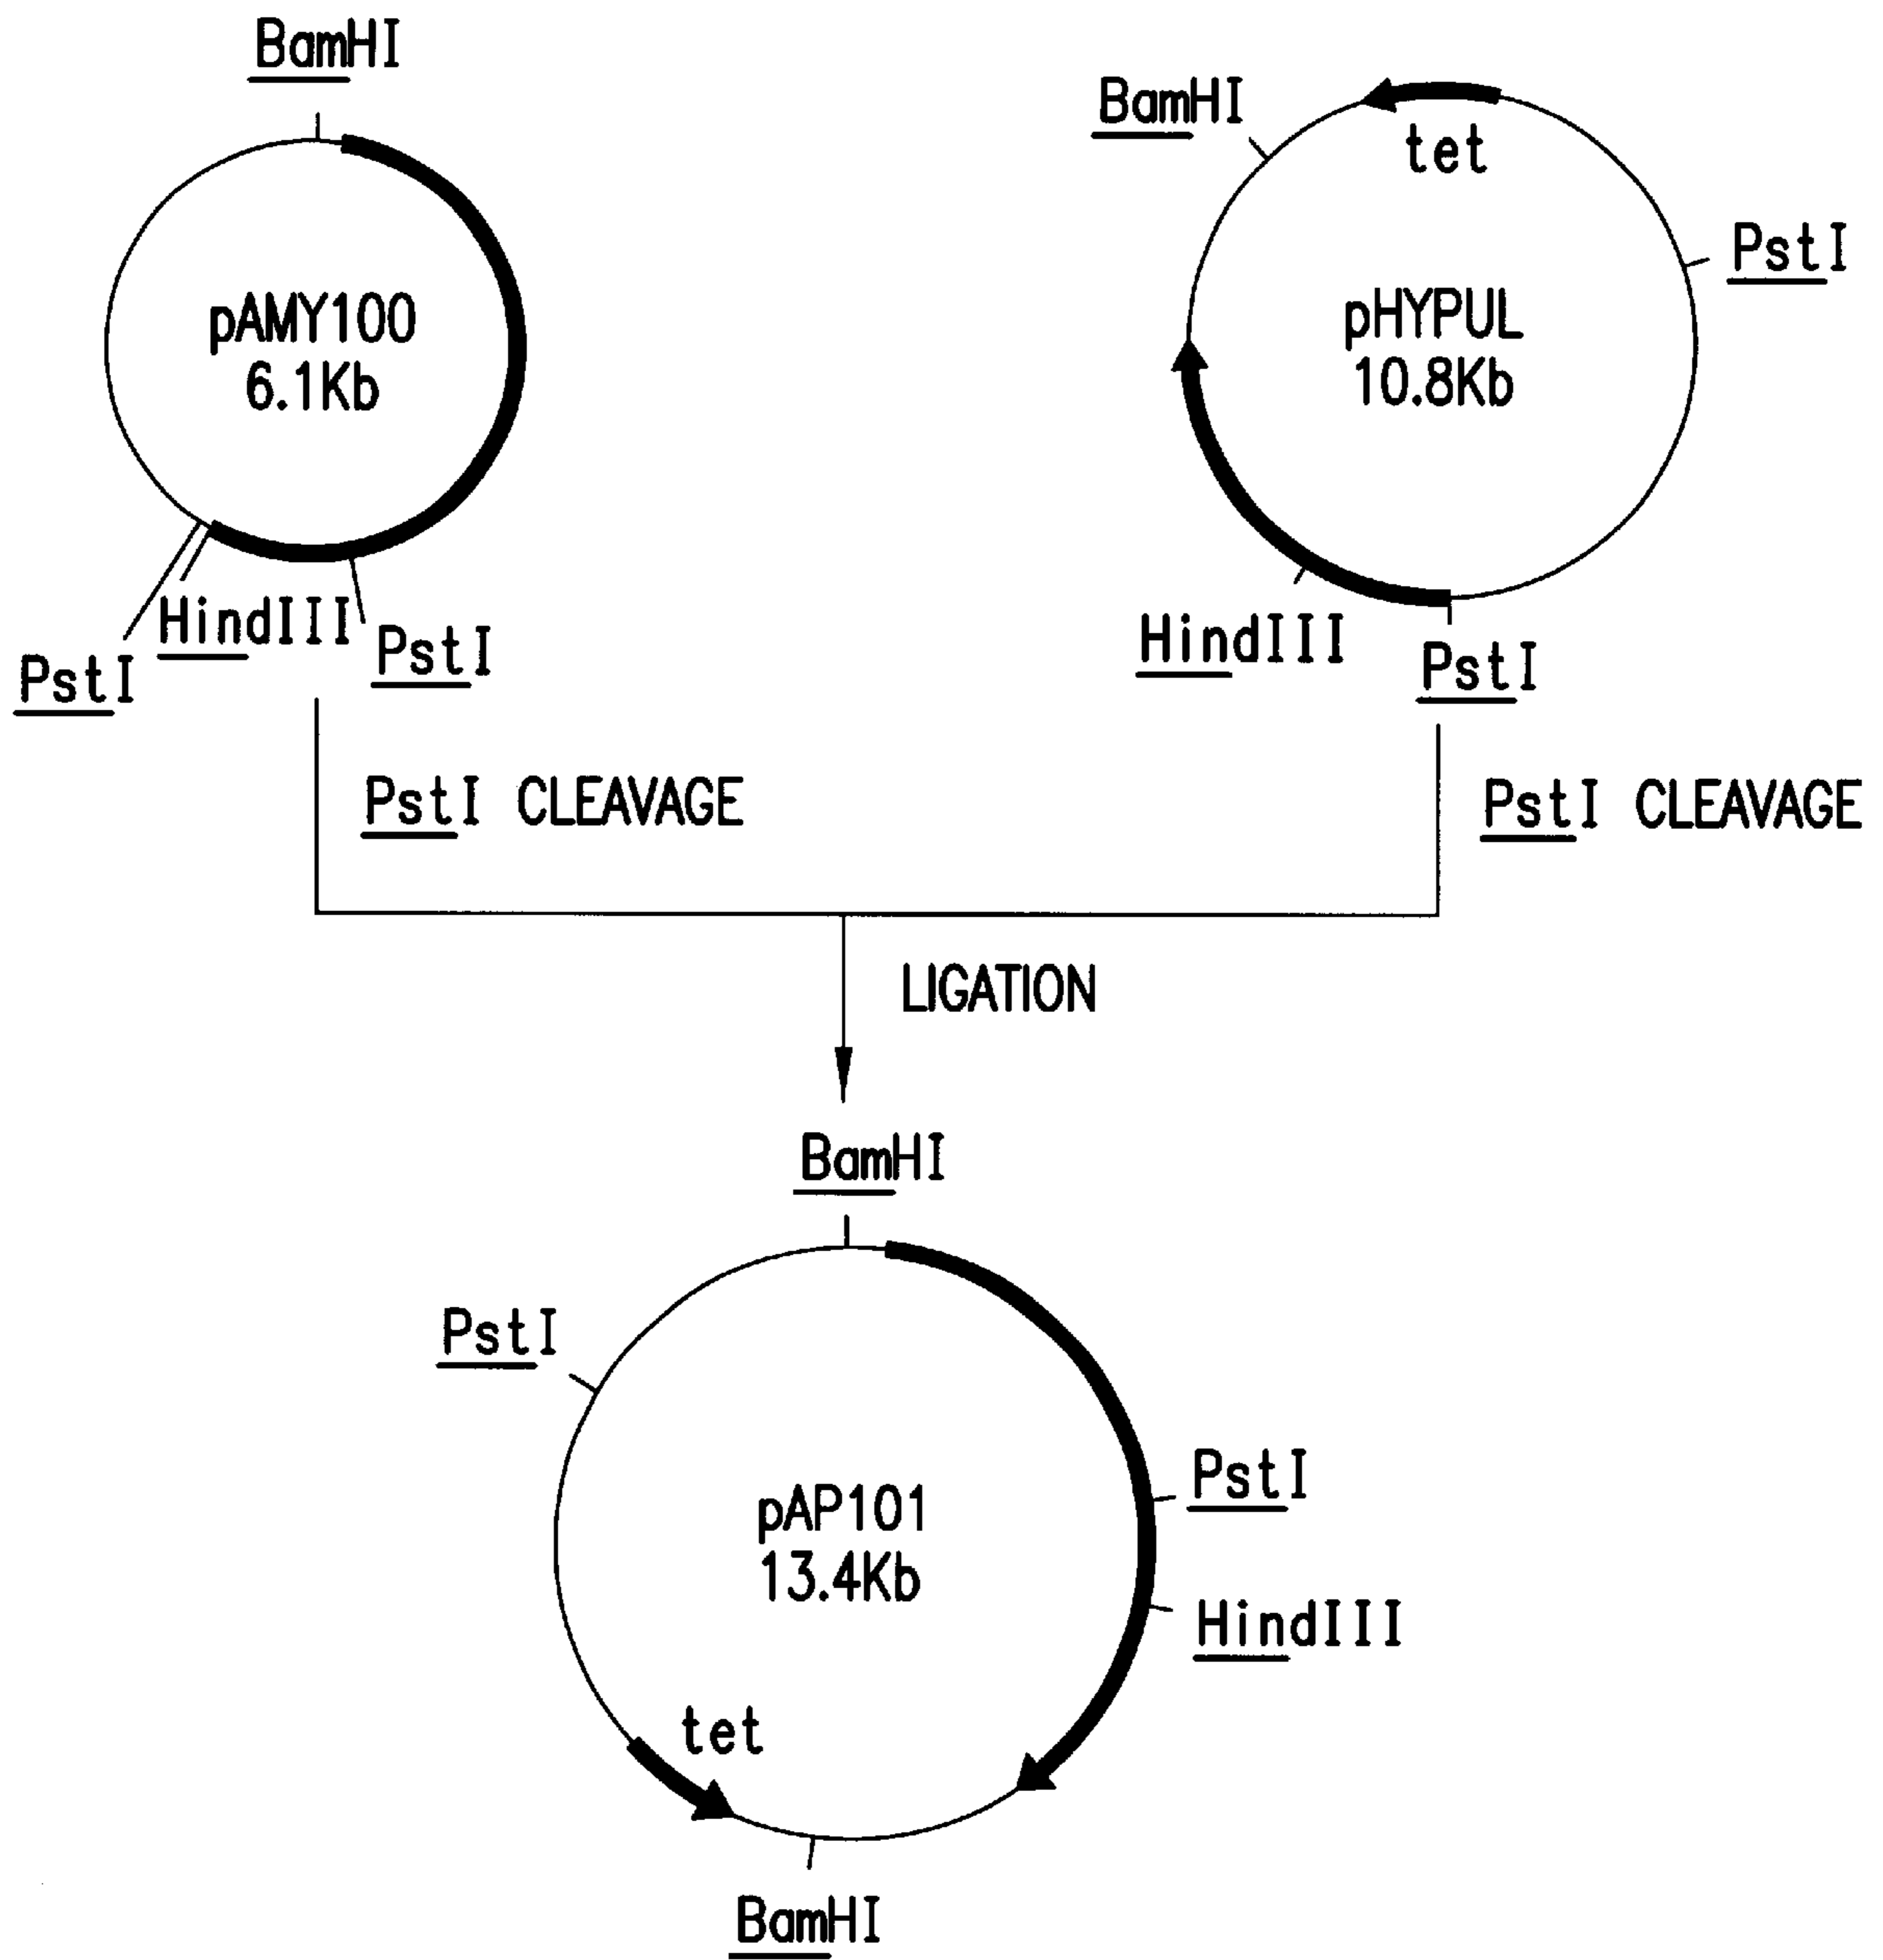 BamHI
BamHI
tet
PstI
pAMY100
6.1Kb
pHYPUL
10.8Kb
HindIII
PstI
PstI
HindIII
PstI
PstI CLEAVAGE
PstI CLEAVAGE
LIGATION
BamHI
PstI
PstI
pAP101
13.4Kb
HindIII
tet
BamHI